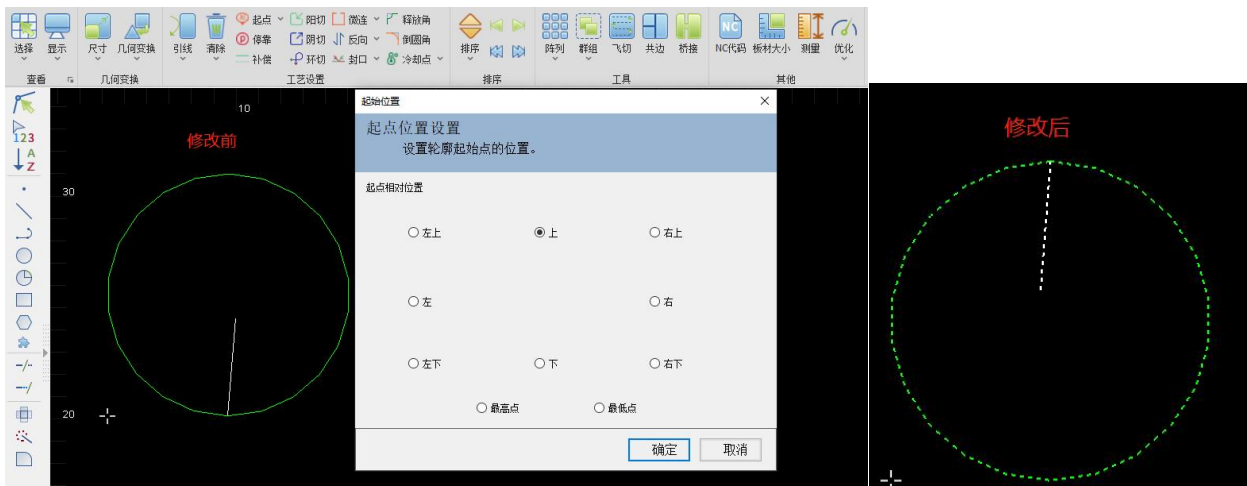 起点 阳切 微连 释放角
选择 显示 尺寸 几何变换 引线 清除 停靠 阴切 反向 倒圆角 排序 阵列 群组 飞切 共边 桥接 NC代码 板材大小 测量 优化
补偿 环切 封口 冷却点
查看 几何变换 工艺设置 排序 工具 其他
10
修改前
30
20
123
A
Z
起始位置
起点位置设置
设置轮廓起始点的位置。
起点相对位置
左上 上 右上
左 右
左下 下 右下
最高点 最低点
确定 取消
修改后